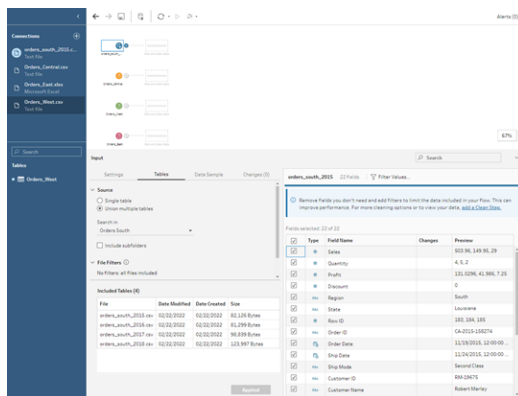 Alerts (0)
Connections
orders_south_2015.c...
Text file
Orders_Central.csv
Text file
Orders_East.xlsx
Microsoft Excel
Orders_West.csv
Text file
Search
Tables
Orders_West
67%
Input
Search
Settings
Tables
Data Sample
Changes (0)
Source
Single table
Union multiple tables
Search in
Orders South
Include subfolders
File Filters
No filters: all files included
Included Tables (4)
File Date Modified Date Created Size
orders_south_2015.csv 02/22/2022 02/22/2022 82,126 Bytes
orders_south_2016.csv 02/22/2022 02/22/2022 81,299 Bytes
orders_south_2017.csv 02/22/2022 02/22/2022 98,839 Bytes
orders_south_2018.csv 02/22/2022 02/22/2022 123,997 Bytes
Applied
orders_south_2015 22 fields Filter Values...
Remove fields you don't need and add filters to limit the data included in your flow. This can
improve performance. For more cleaning options or to view your data, add a Clean Step.
Fields selected: 22 of 22
Type Field Name Changes Preview
Sales 503.96, 149.95, 29
Quantity 4, 5, 2
Profit 131.0296, 41.986, 7.25
Discount 0
Abc Region South
Abc State Louisiana
Row ID 183, 184, 185
Abc Order ID CA-2015-158274
Order Date 11/19/2015, 12:00:00 ...
Ship Date 11/24/2015, 12:00:00 ...
Abc Ship Mode Second Class
Abc Customer ID RM-19675
Abc Customer Name Robert Marley